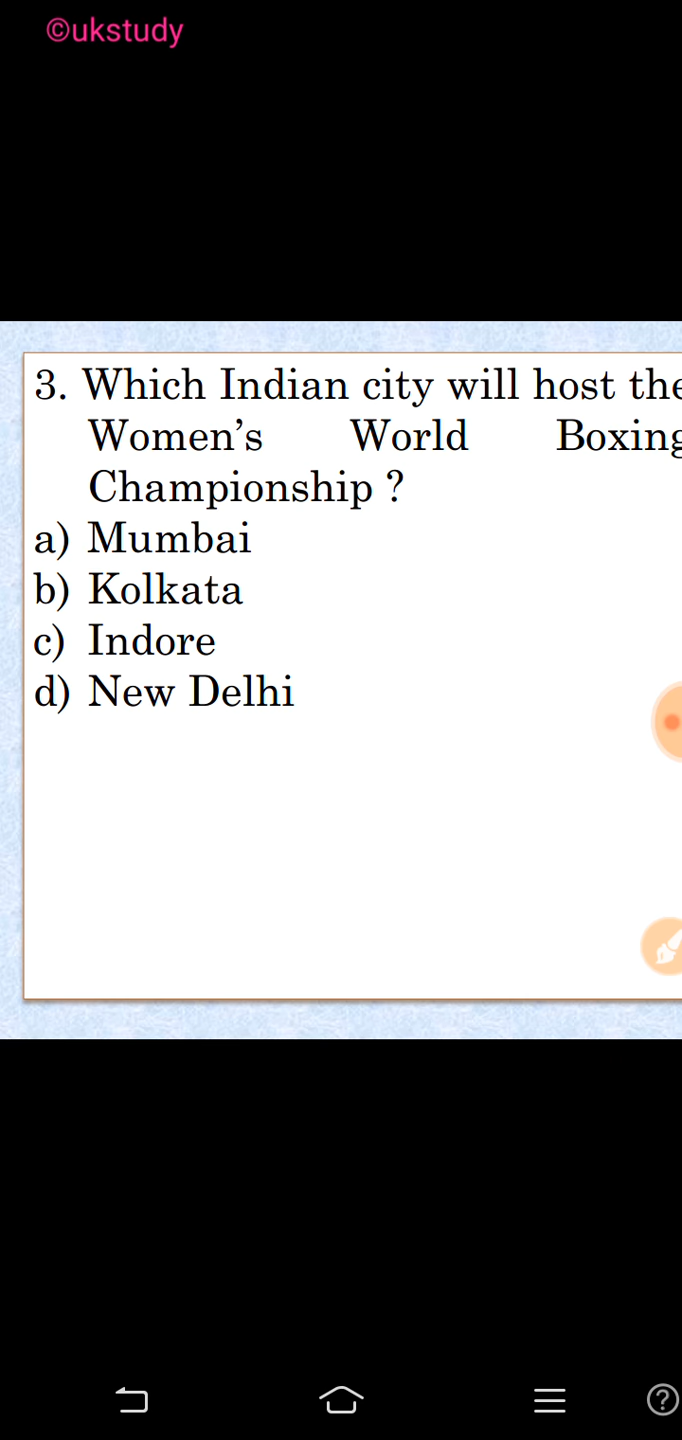 ©ukstudy
3. Which Indian city will host the
Women's World Boxing
Championship ?
a) Mumbai
b) Kolkata
c) Indore
d) New Delhi